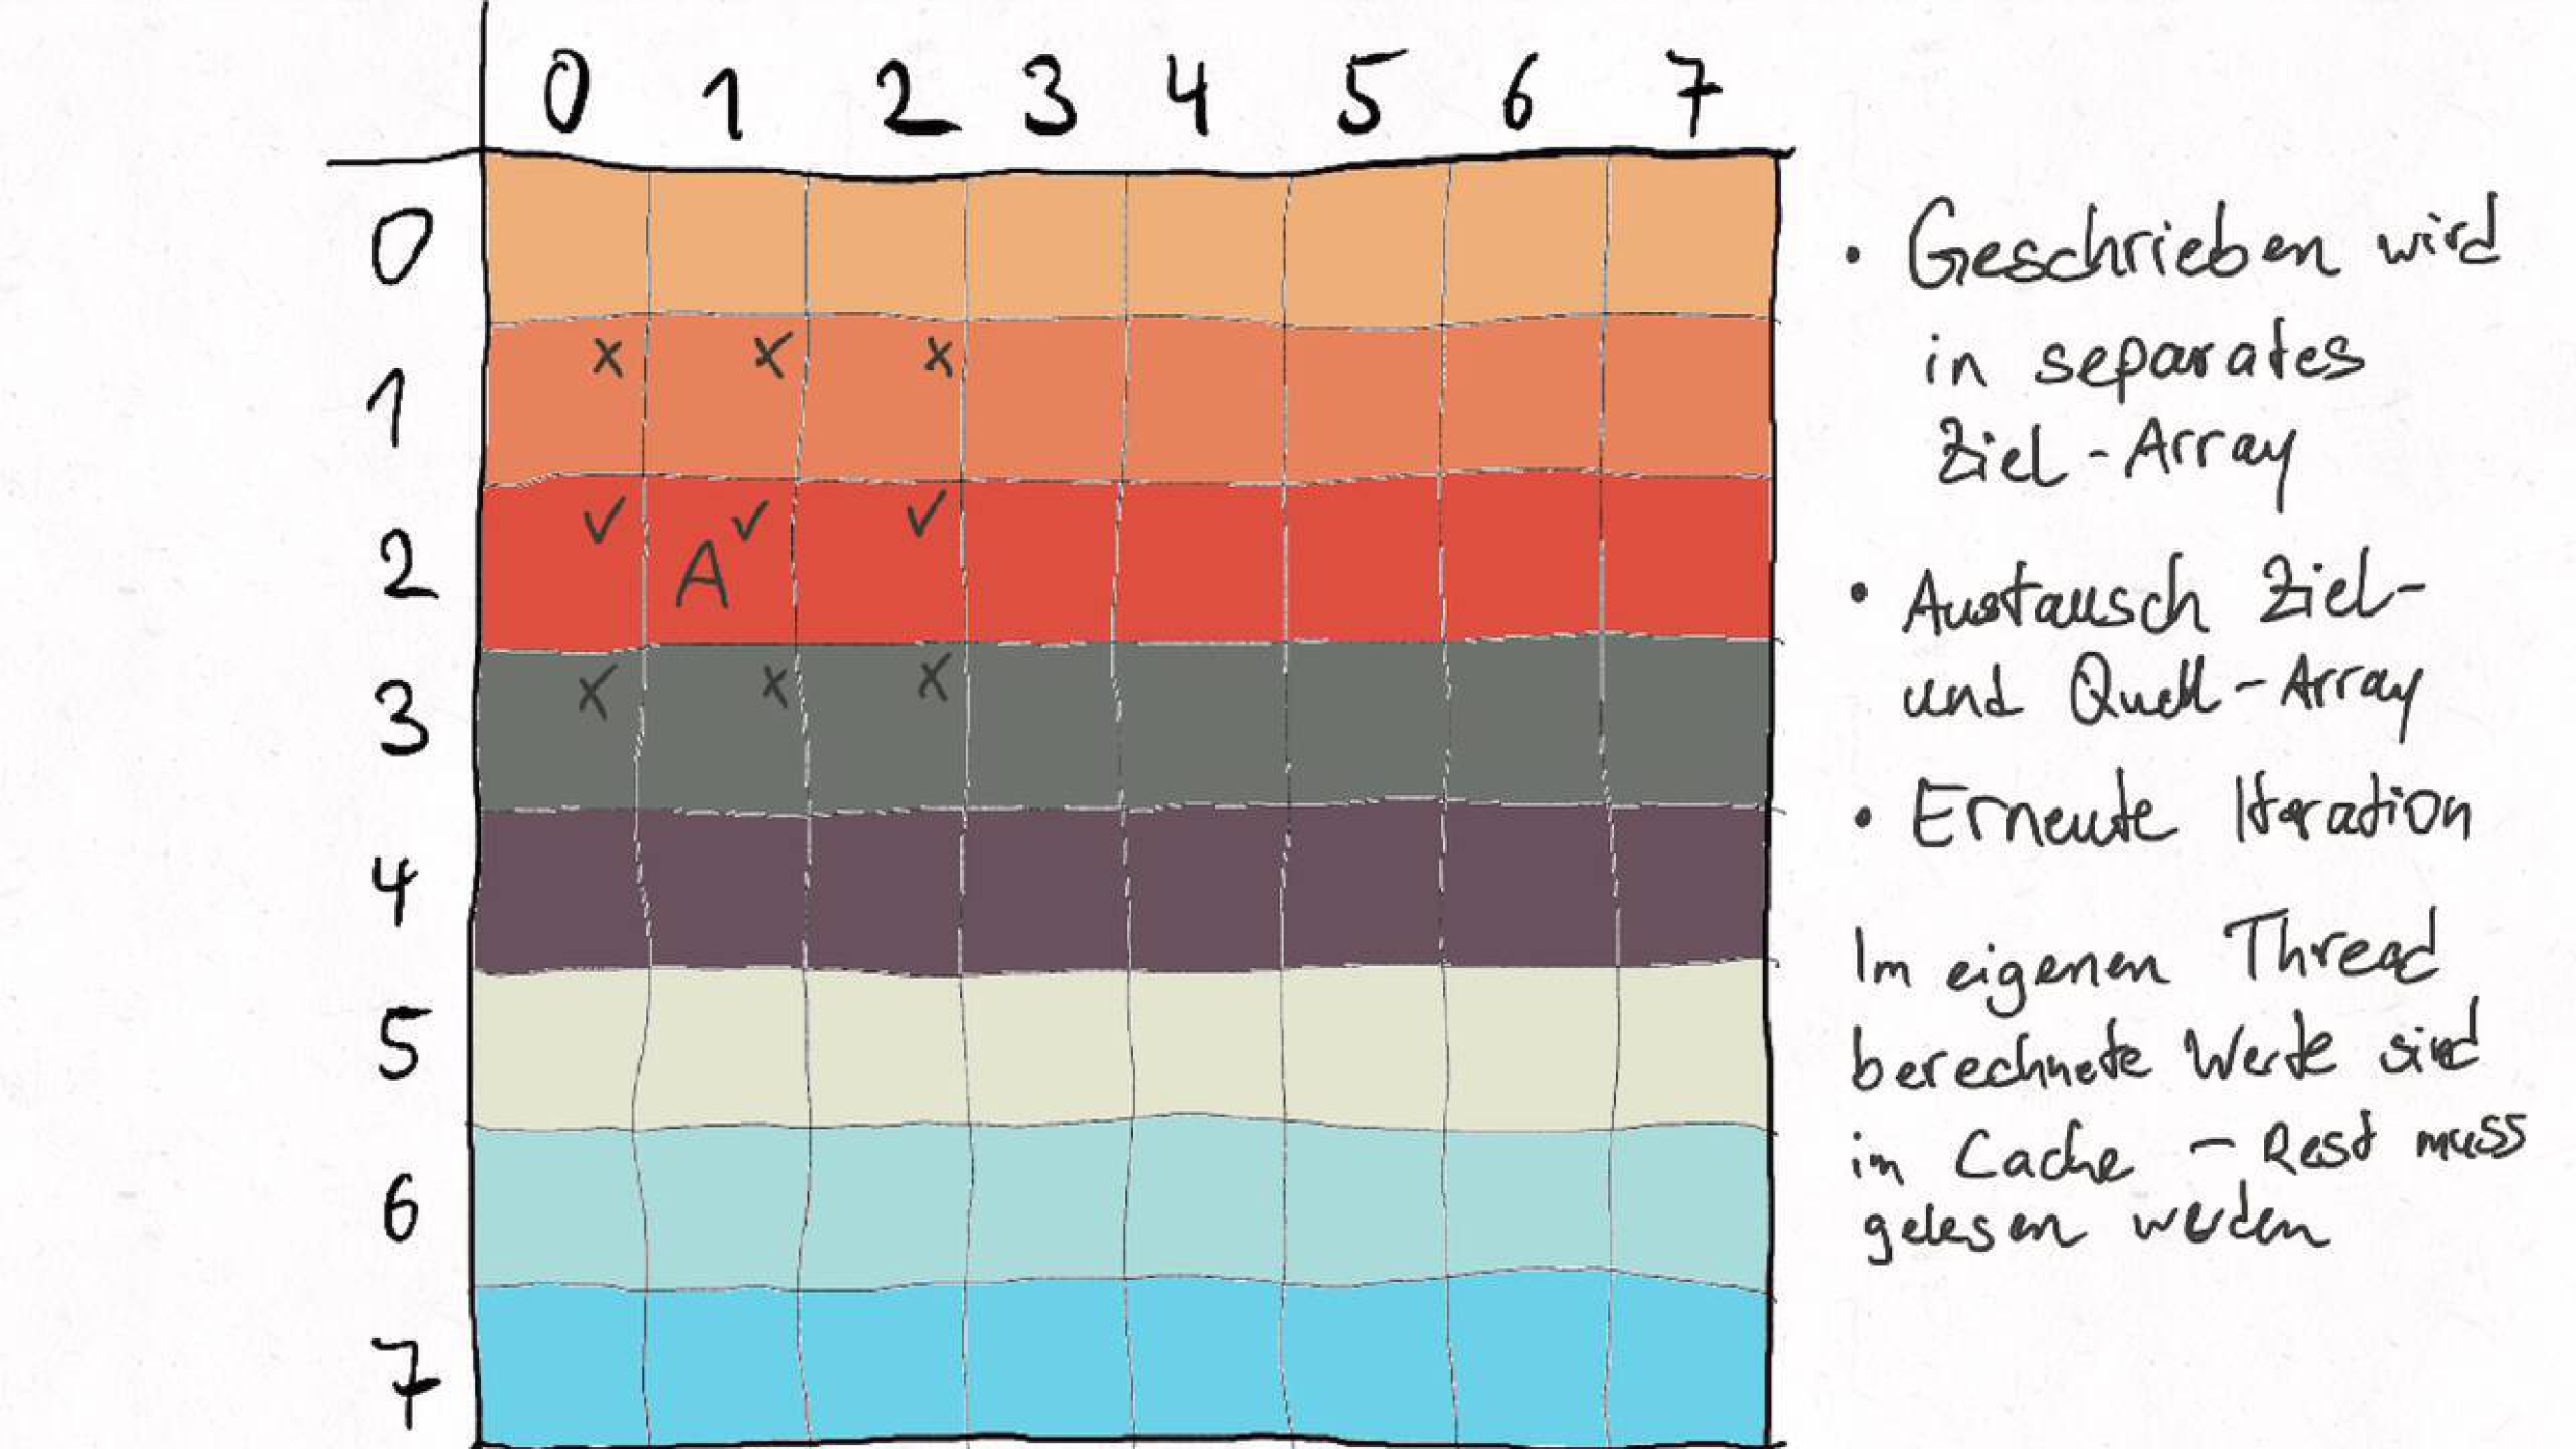 0 1 2 3 4 5 6 7
0
1 x x x
2 ✓ A ✓ ✓
3 x x x
4
5
6
7
• Geschrieben wird
in separates
Ziel-Array
• Austausch Ziel-
und Quell-Array
• Erneute Iteration
Im eigenen Thread
berechnete Werte sind
im Cache - Rest muss
gelesen werden